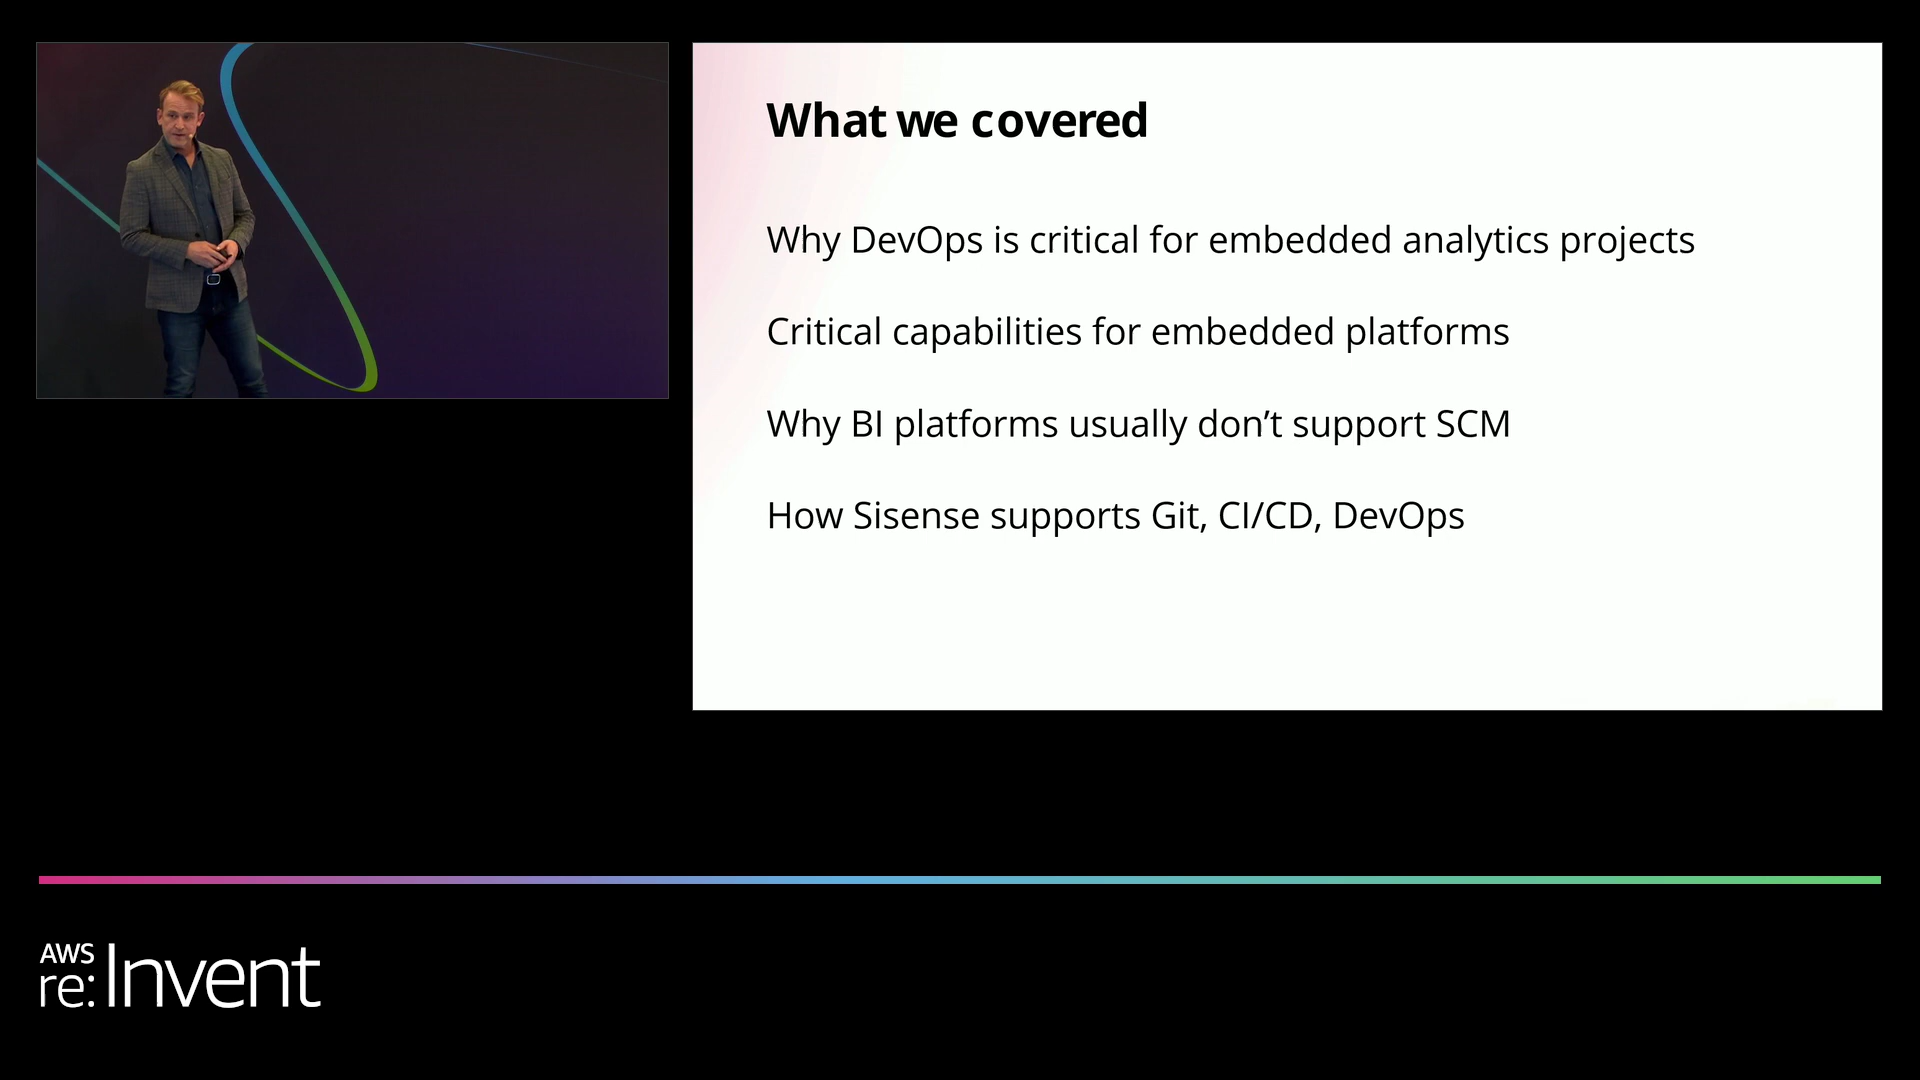 What we covered
Why DevOps is critical for embedded analytics projects
Critical capabilities for embedded platforms
Why BI platforms usually don’t support SCM
How Sisense supports Git, CI/CD, DevOps
AWS
re:Invent